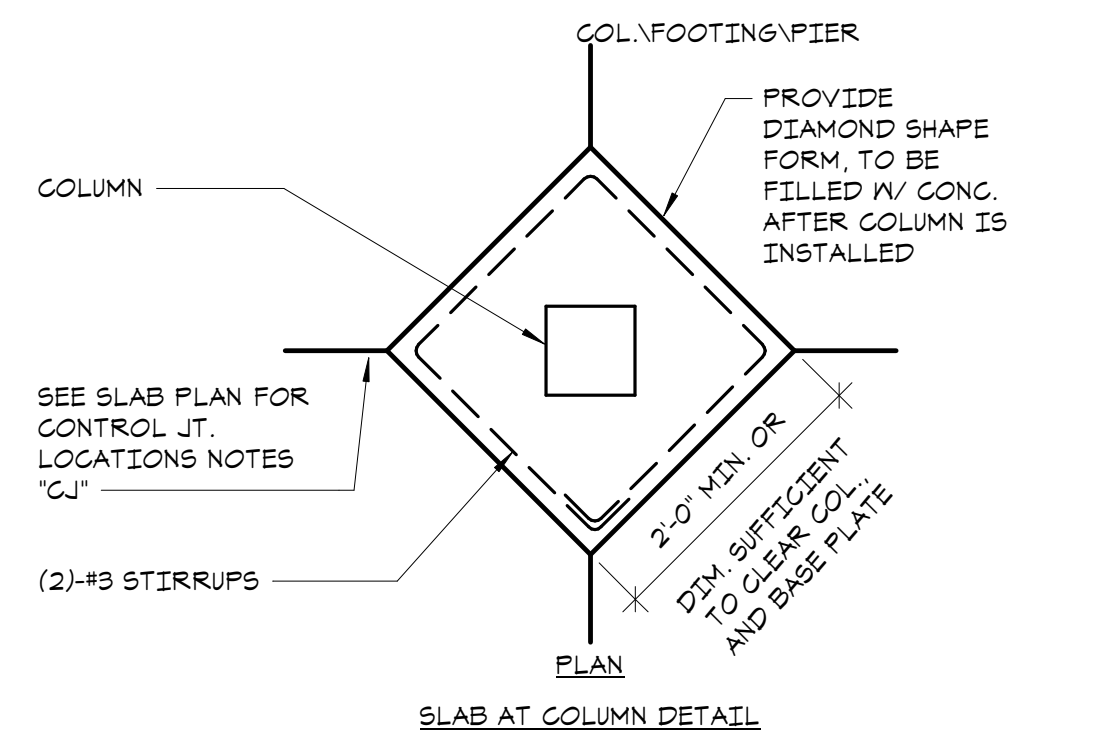 COL.\FOOTING\PIER
PROVIDE
DIAMOND SHAPE
FORM, TO BE
FILLED W/ CONC.
AFTER COLUMN IS
INSTALLED
COLUMN
SEE SLAB PLAN FOR
CONTROL JT.
LOCATIONS NOTES
"CJ"
2'-0" MIN. OR
DIM. SUFFICIENT
TO CLEAR COL.,
AND BASE PLATE
(2)-#3 STIRRUPS
PLAN
SLAB AT COLUMN DETAIL